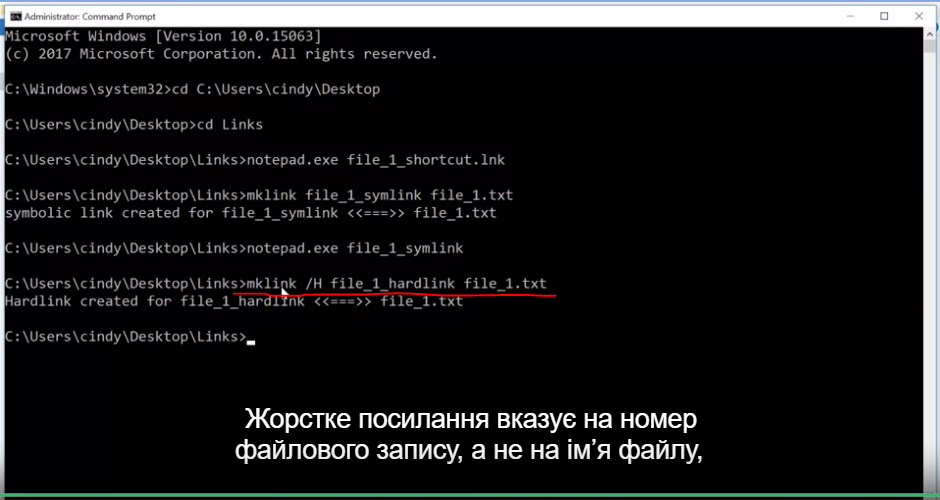 Administrator: Command Prompt
Microsoft Windows [Version 10.0.15063]
(c) 2017 Microsoft Corporation. All rights reserved.
C:\Windows\system32>cd C:\Users\cindy\Desktop
C:\Users\cindy\Desktop>cd Links
C:\Users\cindy\Desktop\Links>notepad.exe file_1_shortcut.lnk
C:\Users\cindy\Desktop\Links>mklink file_1_symlink file_1.txt
symbolic link created for file_1_symlink <<===>> file_1.txt
C:\Users\cindy\Desktop\Links>notepad.exe file_1_symlink
C:\Users\cindy\Desktop\Links>mklink /H file_1_hardlink file_1.txt
Hardlink created for file_1_hardlink <<===>> file_1.txt
C:\Users\cindy\Desktop\Links>
Жорстке посилання вказує на номер
файлового запису, а не на ім’я файлу,